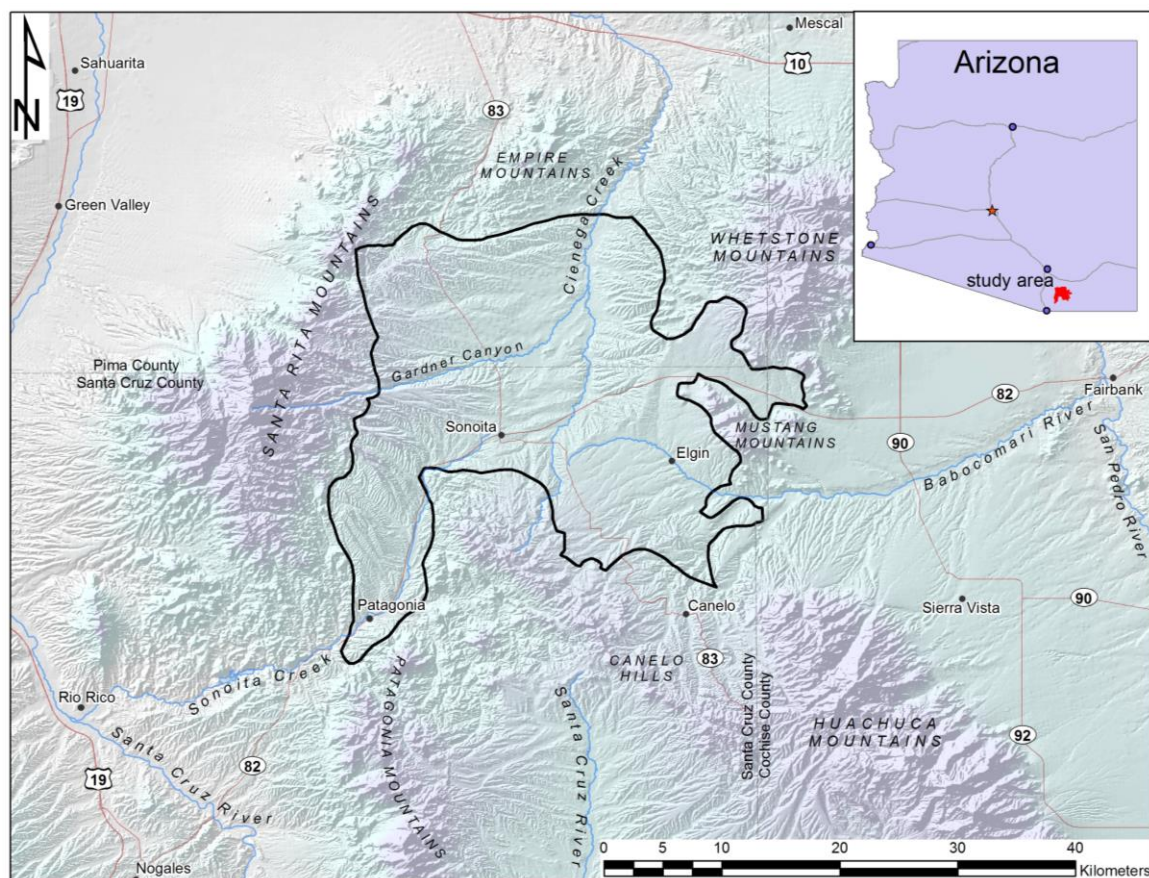 Mescal
Sahuarita
10
19
83
N
EMPIRE
MOUNTAINS
Green Valley
Cienega Creek
WHETSTONE
MOUNTAINS
SANTA RITA MOUNTAINS
Pima County
Santa Cruz County
Gardner Canyon
Sonoita
Elgin
MUSTANG
MOUNTAINS
82
Fairbank
90
Babocomari River
San Pedro River
Patagonia
Canelo
Sierra Vista
90
Sonoita Creek
PATAGONIA MOUNTAINS
CANELO
HILLS
83
Santa Cruz County
Cochise County
Rio Rico
Santa Cruz River
82
19
Santa Cruz River
HUACHUCA
MOUNTAINS
92
Nogales
0 5 10 20 30 40
Kilometers
Arizona
study area